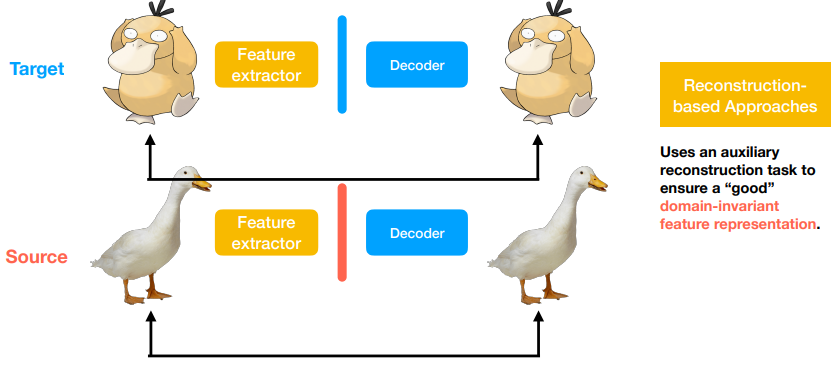 Target
Feature
extractor
Decoder
Reconstruction-
based Approaches
Uses an auxiliary
reconstruction task to
ensure a “good”
domain-invariant
feature representation.
Source
Feature
extractor
Decoder